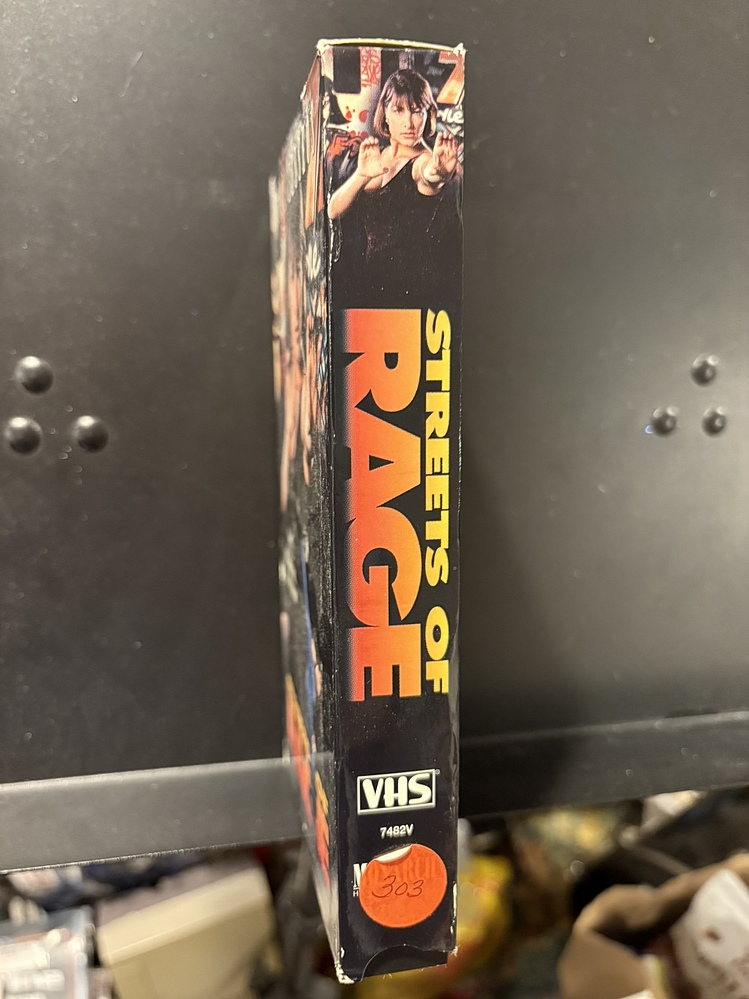 STREETS OF
RAGE
VHS
7482V
303